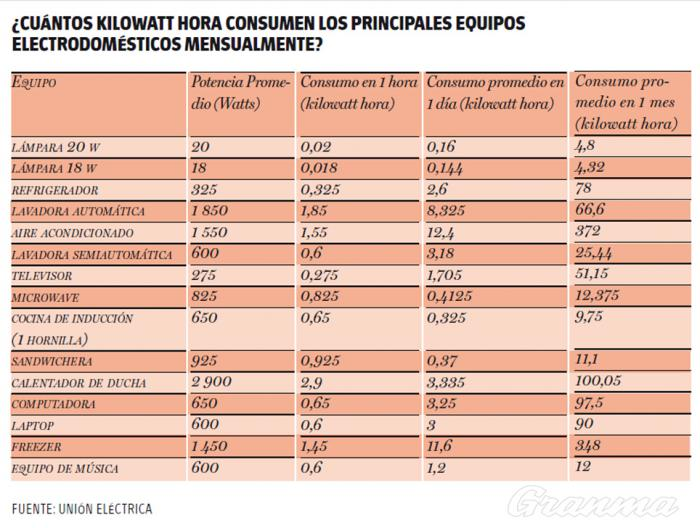 ¿CUÁNTOS KILOWATT HORA CONSUMEN LOS PRINCIPALES EQUIPOS
ELECTRODOMÉSTICOS MENSUALMENTE?
EQUIPO Potencia Prome- Consumo en 1 hora Consumo promedio en Consumo pro-
dio (Watts) (kilowatt hora) 1 día (kilowatt hora) medio en 1 mes
(kilowatt hora)
LÁMPARA 20 W 20 0,02 0,16 4,8
LÁMPARA 18 W 18 0,018 0,144 4,32
REFRIGERADOR 325 0,325 2,6 78
LAVADORA AUTOMÁTICA 1 850 1,85 8,325 66,6
AIRE ACONDICIONADO 1 550 1,55 12,4 372
LAVADORA SEMIAUTOMÁTICA 600 0,6 3,18 25,44
TELEVISOR 275 0,275 1,705 51,15
MICROWAVE 825 0,825 0,4125 12,375
COCINA DE INDUCCIÓN 650 0,65 0,325 9,75
(1 HORNILLA)
SANDWICHERA 925 0,925 0,37 11,1
CALENTADOR DE DUCHA 2 900 2,9 3,335 100,05
COMPUTADORA 650 0,65 3,25 97,5
LAPTOP 600 0,6 3 90
FREEZER 1 450 1,45 11,6 348
EQUIPO DE MÚSICA 600 0,6 1,2 12
FUENTE: UNIÓN ELÉCTRICA
Granma